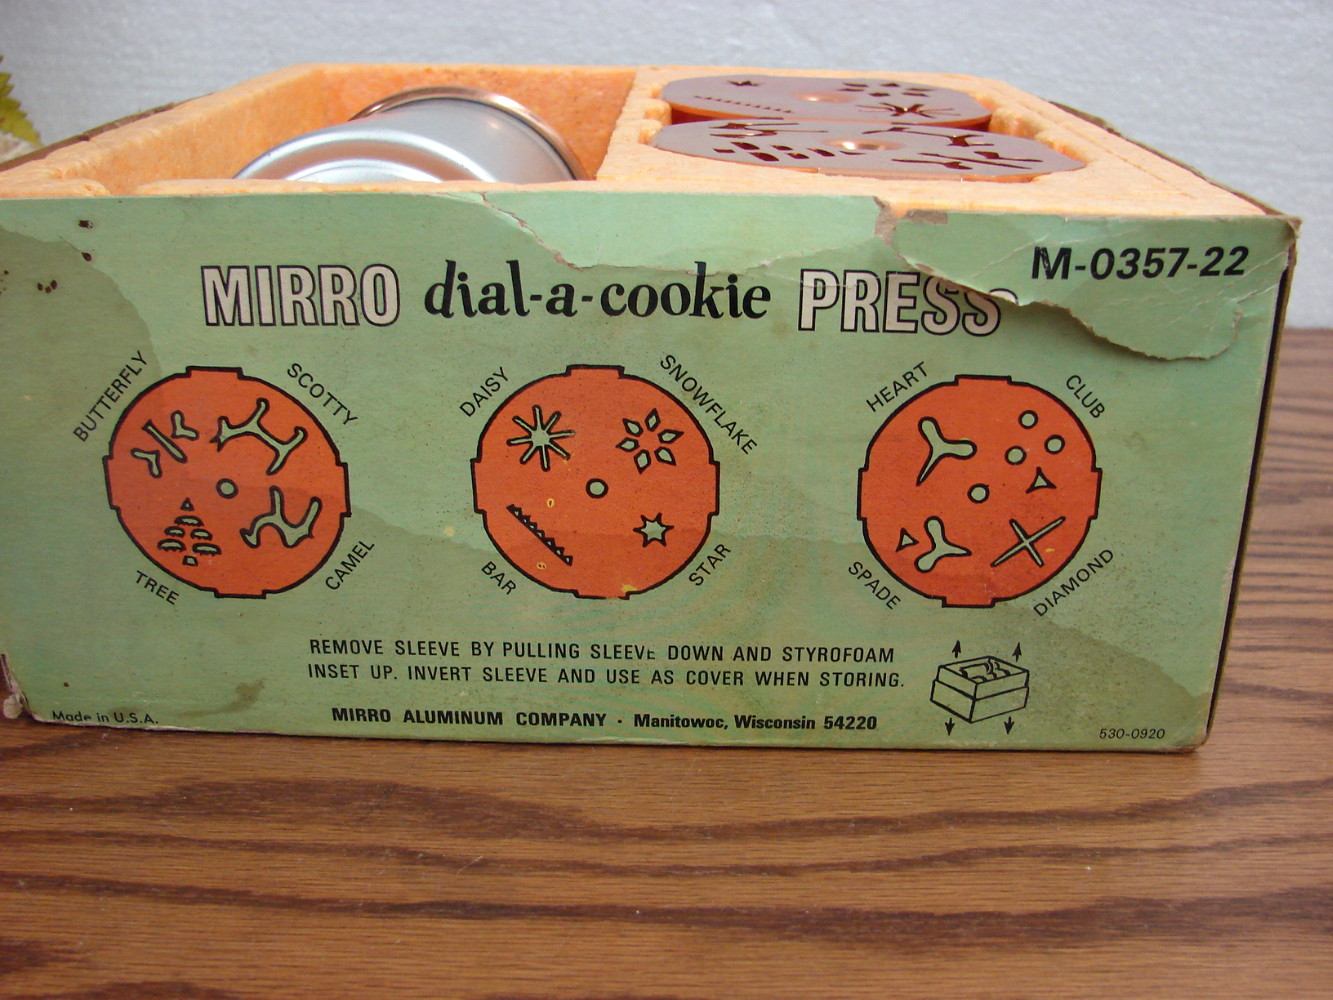 M-0357-22
MIRRO dial-a-cookie PRESS
BUTTERFLY
SCOTTY
TREE
CAMEL
DAISY
SNOWFLAKE
BAR
STAR
HEART
CLUB
SPADE
DIAMOND
REMOVE SLEEVE BY PULLING SLEEVE DOWN AND STYROFOAM
INSET UP. INVERT SLEEVE AND USE AS COVER WHEN STORING.
MIRRO ALUMINUM COMPANY · Manitowoc, Wisconsin 54220
Made in U.S.A.
530-0920